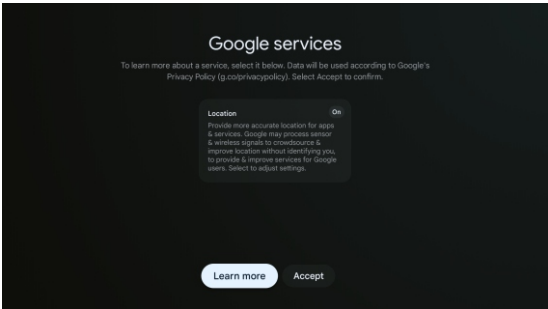 Google services
To learn more about a service, select it below. Data will be used according to Google's
Privacy Policy (g.co/privacypolicy). Select Accept to confirm.
Location
On
Provide more accurate location for apps
& services. Google may process sensor
& wireless signals to crowdsource &
improve location without identifying you,
to provide & improve services for Google
users. Select to adjust settings.
Learn more
Accept